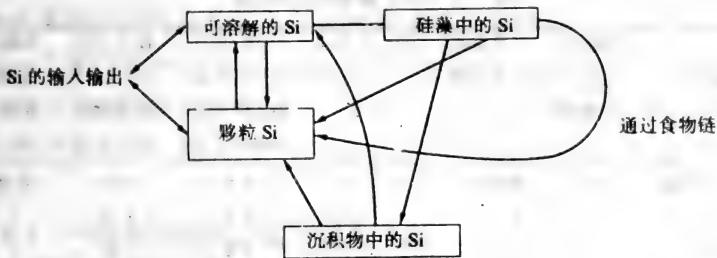 可溶解的 Si
硅藻中的 Si
Si 的输入输出
夥粒 Si
通过食物链
沉积物中的 Si